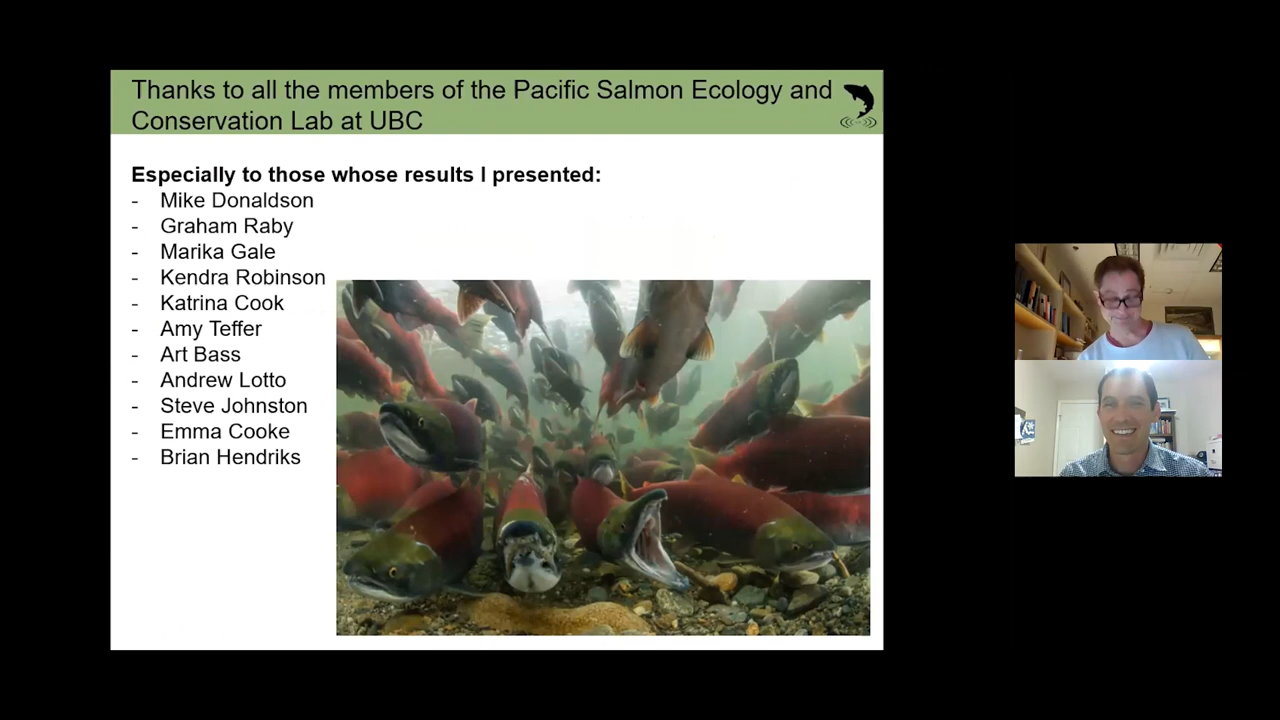 Thanks to all the members of the Pacific Salmon Ecology and
Conservation Lab at UBC
Especially to those whose results I presented:
- Mike Donaldson
- Graham Raby
- Marika Gale
- Kendra Robinson
- Katrina Cook
- Amy Teffer
- Art Bass
- Andrew Lotto
- Steve Johnston
- Emma Cooke
- Brian Hendriks